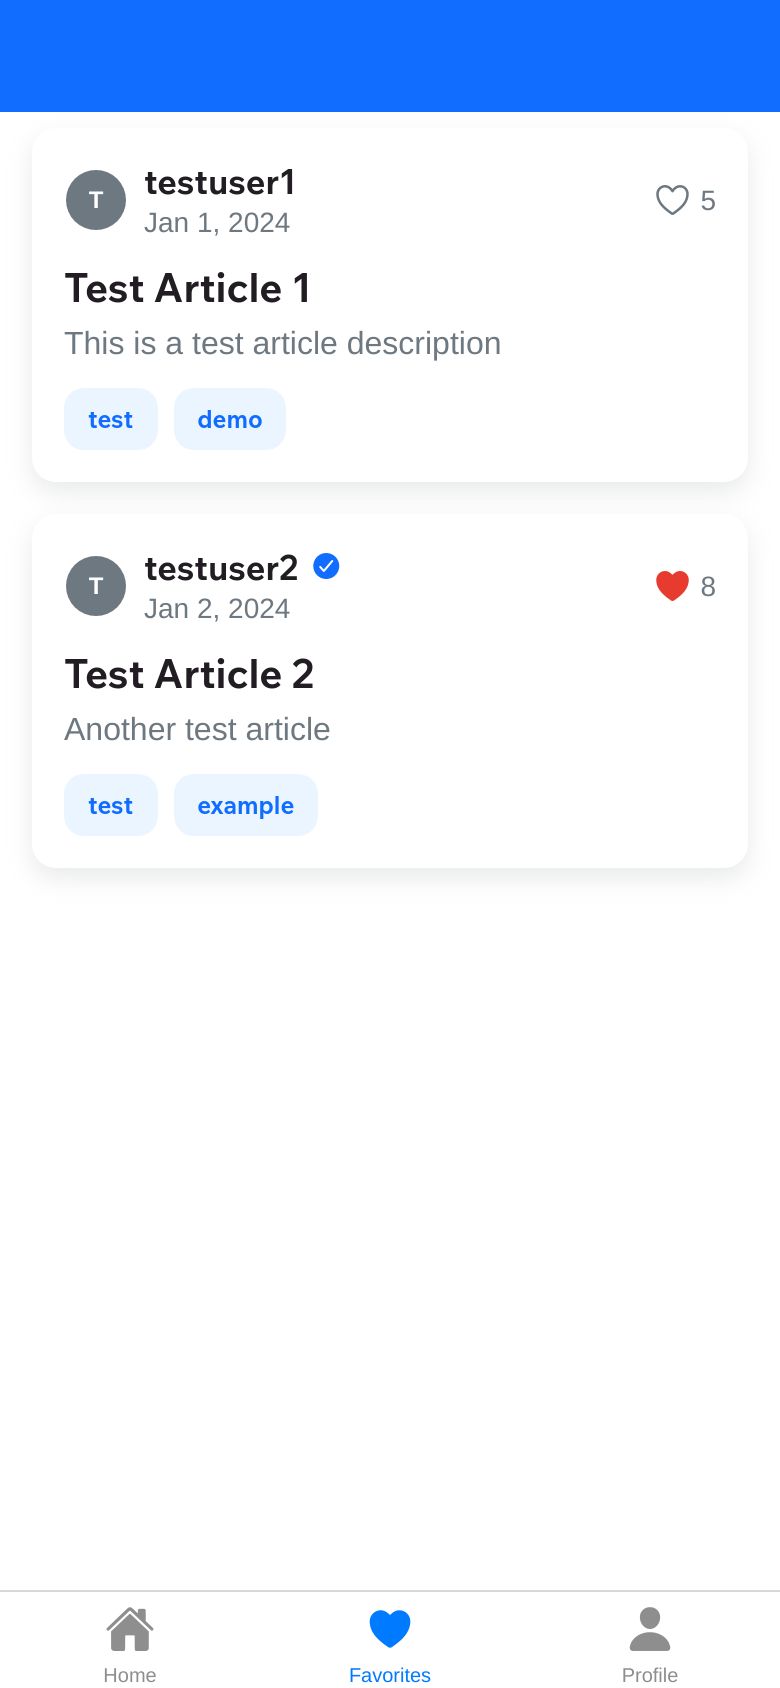 T
testuser1
Jan 1, 2024
5
Test Article 1
This is a test article description
test
demo
T
testuser2
Jan 2, 2024
8
Test Article 2
Another test article
test
example
Home
Favorites
Profile